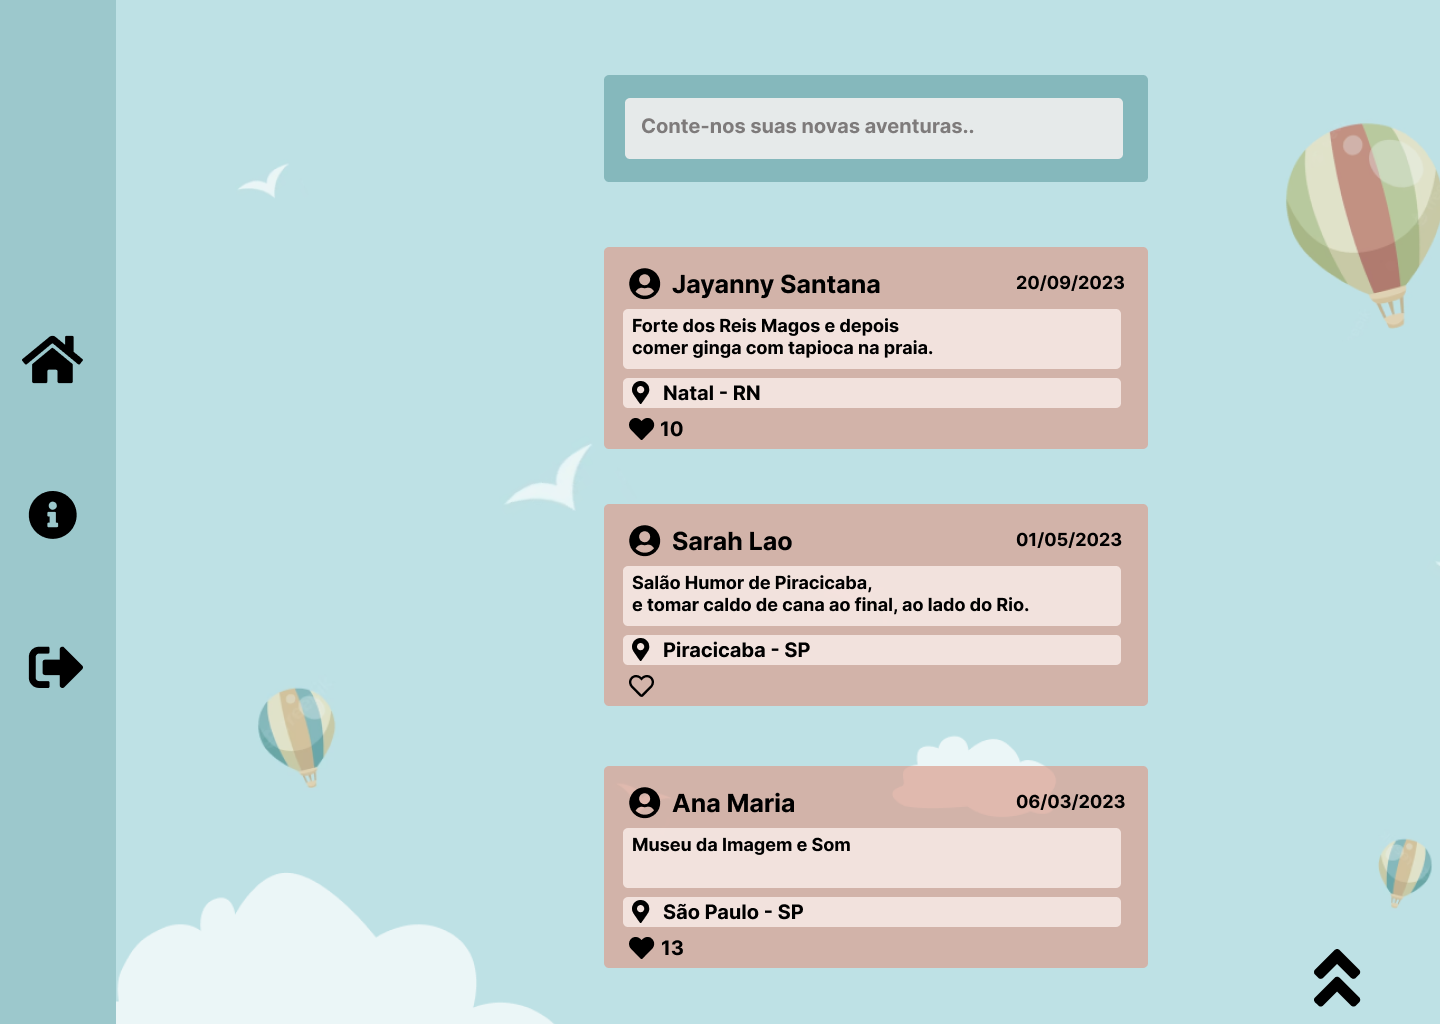 Conte-nos suas novas aventuras..
Jayanny Santana
20/09/2023
Forte dos Reis Magos e depois
comer ginga com tapioca na praia.
Natal - RN
10
Sarah Lao
01/05/2023
Salão Humor de Piracicaba,
e tomar caldo de cana ao final, ao lado do Rio.
Piracicaba - SP
Ana Maria
06/03/2023
Museu da Imagem e Som
São Paulo - SP
13